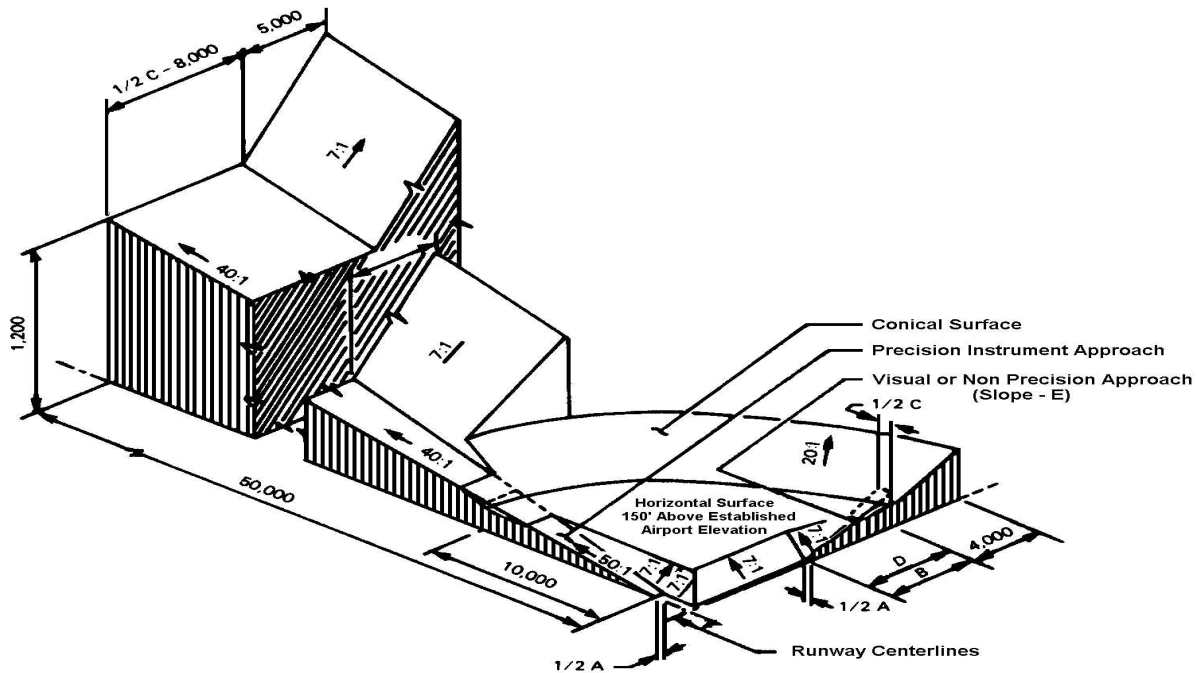 5,000
1/2 C – 8,000
7:1
40:1
1,200
7:1
40:1
50,000
10,000
50:1
Conical Surface
Precision Instrument Approach
Visual or Non Precision Approach
(Slope - E)
1/2 C
20:1
Horizontal Surface
150' Above Established
Airport Elevation
7:1
7:1
7:1
7:1
4,000
D
B
1/2 A
1/2 A
Runway Centerlines